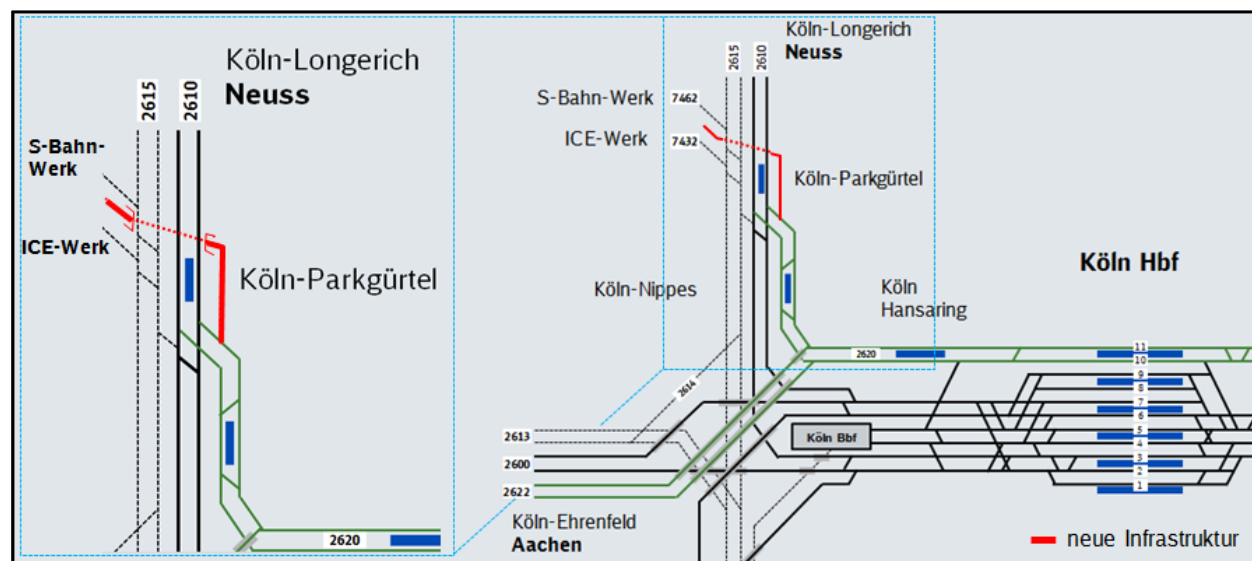 Köln-Longerich
Neuss
2615
2610
S-Bahn-
Werk
ICE-Werk
Köln-Parkgürtel
2620
Köln-Longerich
Neuss
2615
2610
S-Bahn-Werk
7462
ICE-Werk
7432
Köln-Parkgürtel
Köln Hbf
Köln-Nippes
Köln
Hansaring
2620
11
10
9
8
7
6
5
4
3
2
1
2614
2613
2600
2622
Köln Bbf
Köln-Ehrenfeld
Aachen
neue Infrastruktur